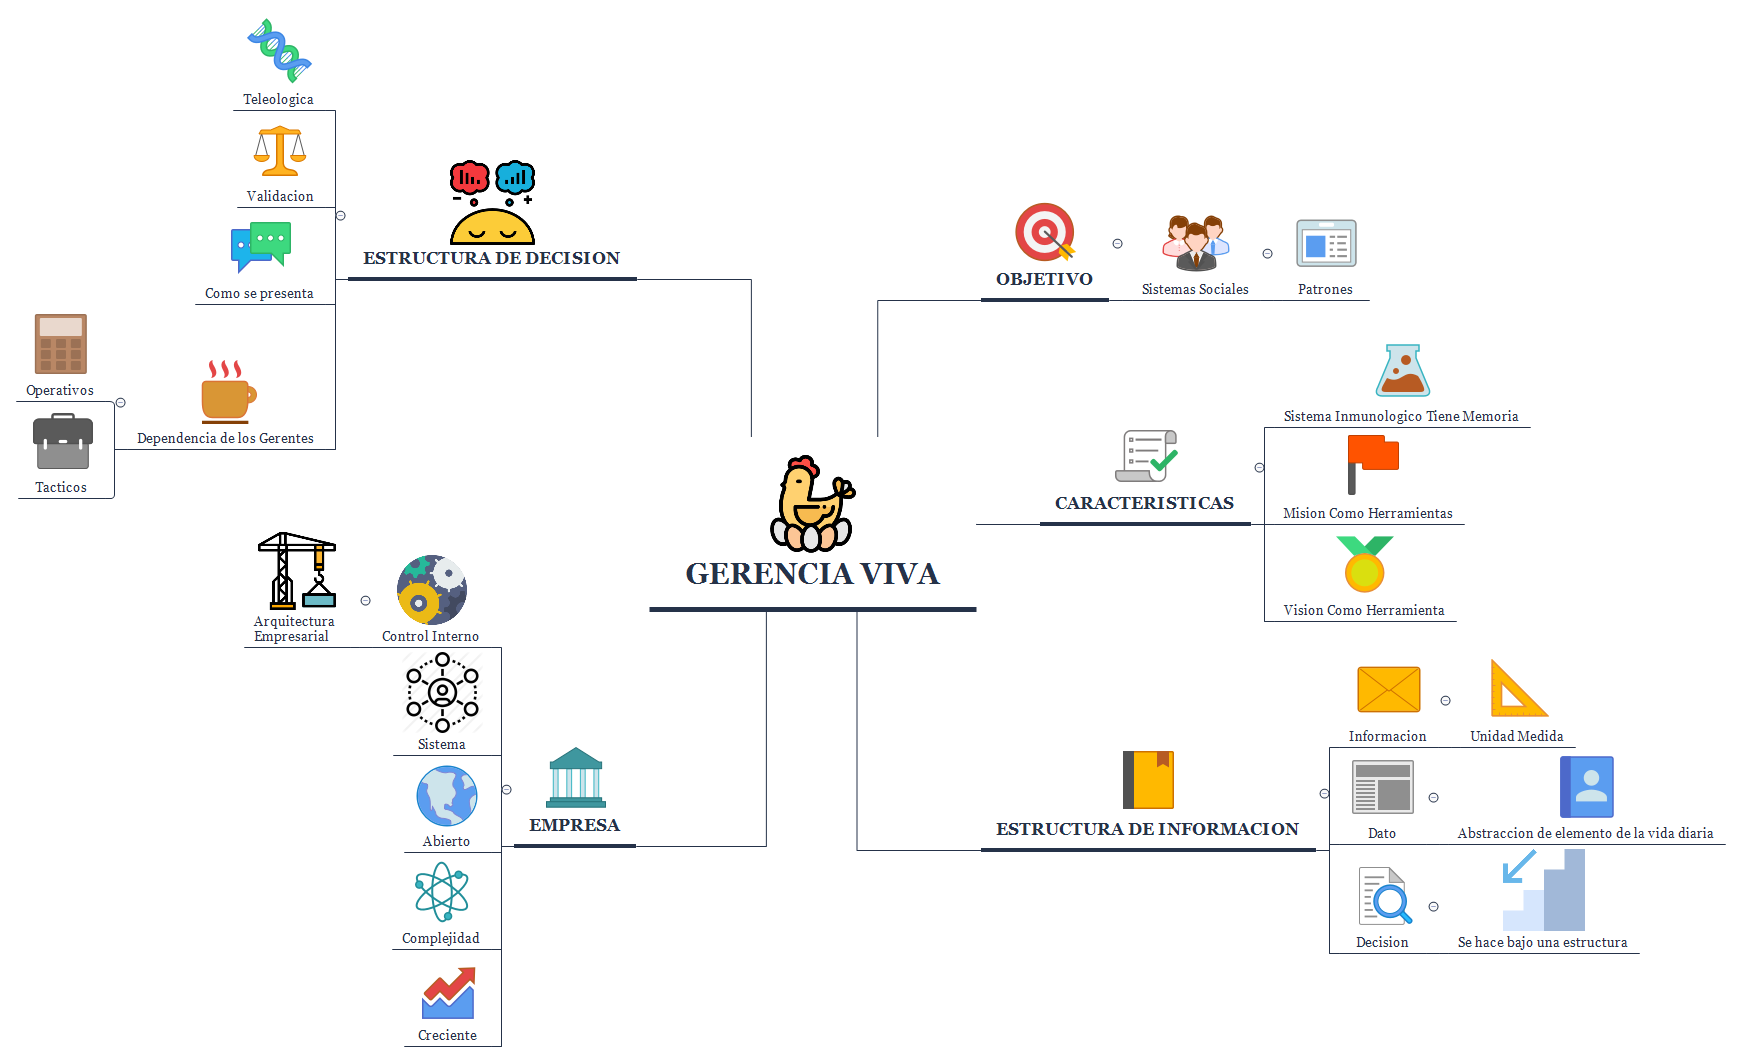 Teleologica
Validacion
Como se presenta
ESTRUCTURA DE DECISION
Operativos
Tacticos
Dependencia de los Gerentes
OBJETIVO
Sistemas Sociales
Patrones
CARACTERISTICAS
Sistema Inmunologico Tiene Memoria
Mision Como Herramientas
Vision Como Herramienta
GERENCIA VIVA
Arquitectura
Empresarial
Control Interno
Sistema
Abierto
Complejidad
Creciente
EMPRESA
ESTRUCTURA DE INFORMACION
Informacion
Unidad Medida
Dato
Abstraccion de elemento de la vida diaria
Decision
Se hace bajo una estructura